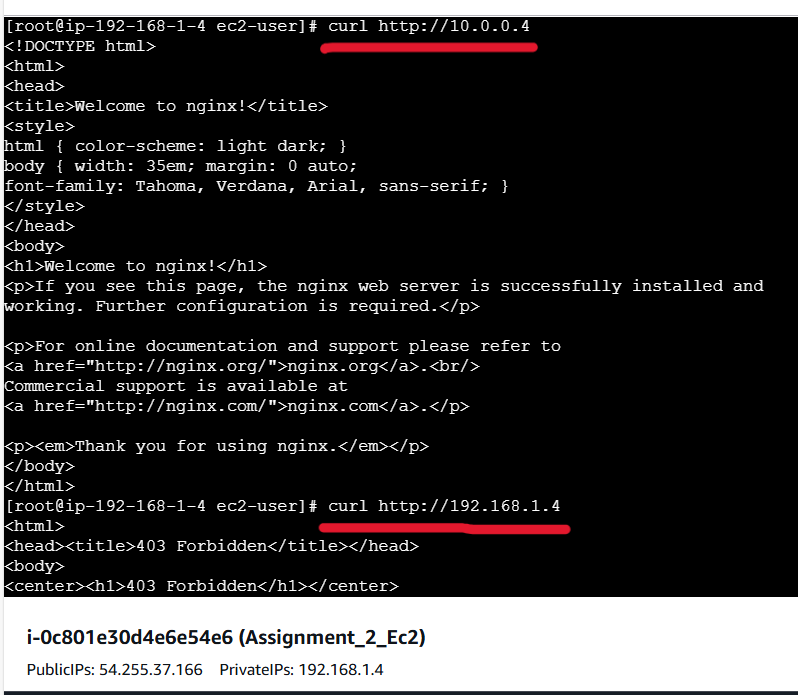 [root@ip-192-168-1-4 ec2-user]# curl http://10.0.0.4
<!DOCTYPE html>
<html>
<head>
<title>Welcome to nginx!</title>
<style>
html { color-scheme: light dark; }
body { width: 35em; margin: 0 auto;
font-family: Tahoma, Verdana, Arial, sans-serif; }
</style>
</head>
<body>
<h1>Welcome to nginx!</h1>
<p>If you see this page, the nginx web server is successfully installed and
working. Further configuration is required.</p>

<p>For online documentation and support please refer to
<a href="http://nginx.org/">nginx.org</a>.<br/>
Commercial support is available at
<a href="http://nginx.com/">nginx.com</a>.</p>

<p><em>Thank you for using nginx.</em></p>
</body>
</html>
[root@ip-192-168-1-4 ec2-user]# curl http://192.168.1.4
<html>
<head><title>403 Forbidden</title></head>
<body>
<center><h1>403 Forbidden</h1></center>
i-0c801e30d4e6e54e6 (Assignment_2_Ec2)
PublicIPs: 54.255.37.166 PrivateIPs: 192.168.1.4